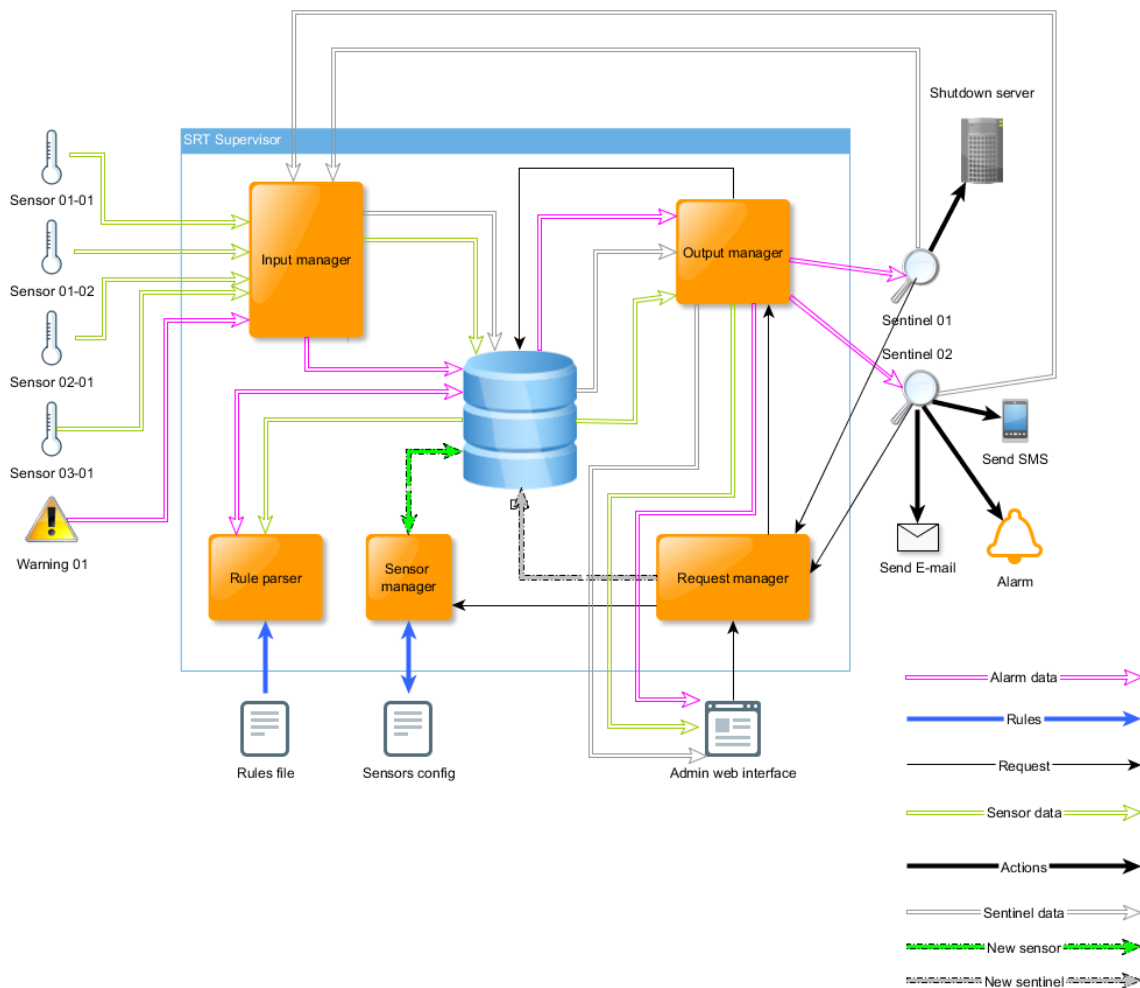 Shutdown server
SRT Supervisor
Sensor 01-01
Input manager
Output manager
Sensor 01-02
Sentinel 01
Sentinel 02
Sensor 02-01
Sensor 03-01
Send SMS
Warning 01
Rule parser
Sensor
manager
Request manager
Send E-mail
Alarm
Rules file
Sensors config
Admin web interface
Alarm data
Rules
Request
Sensor data
Actions
Sentinel data
New sensor
New sentinel